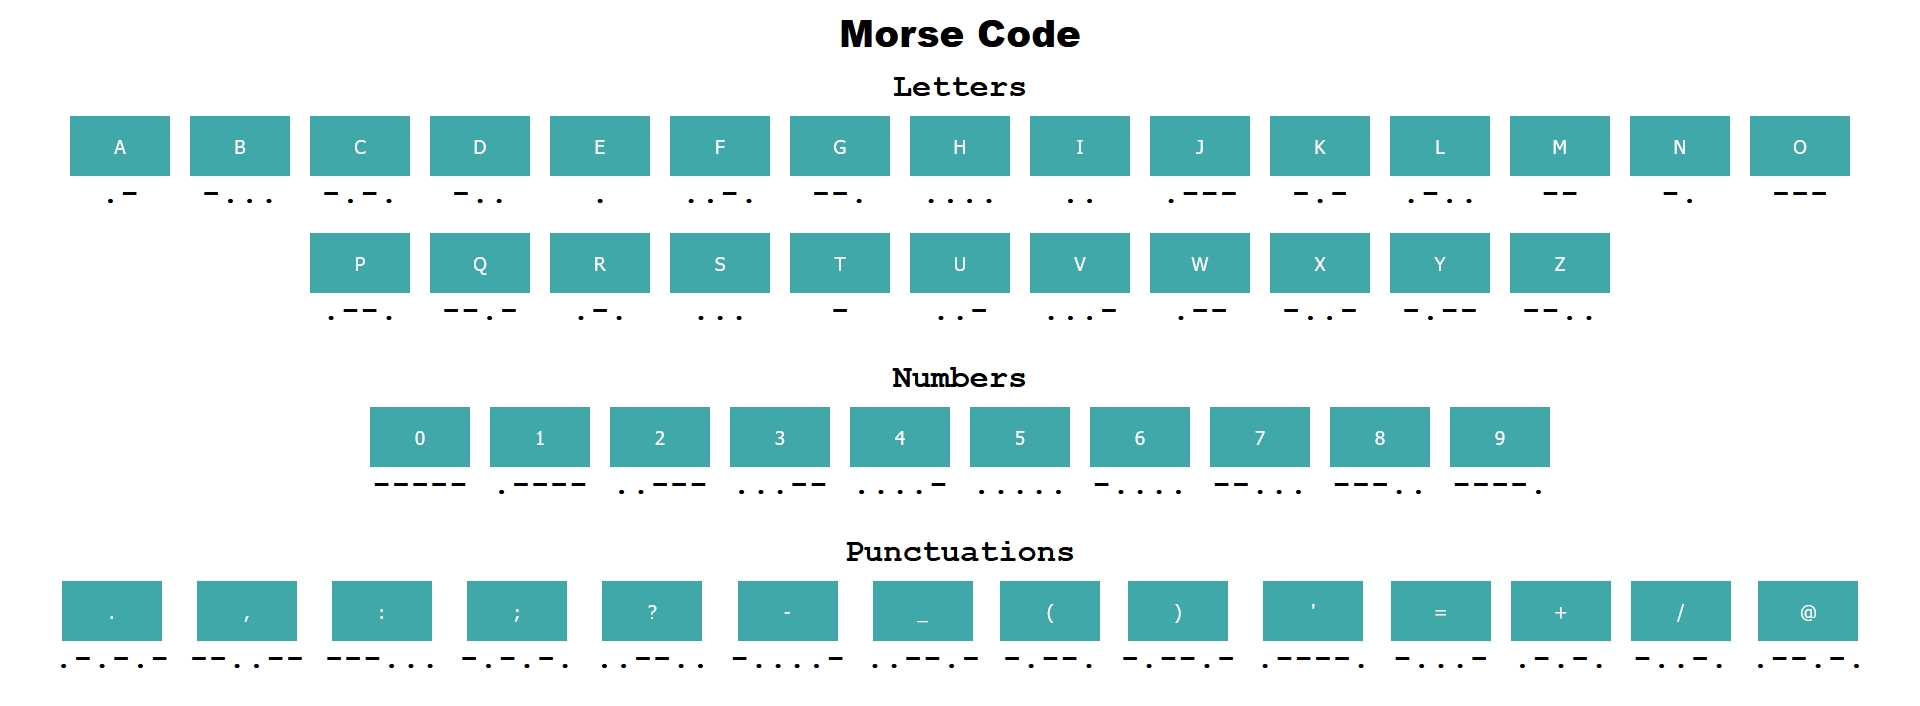 Morse Code
Letters
A B C D E F G H I J K L M N O
.- -... -.-. -.. . ..-. --. .... .. .--- -.- .-.. -- -. ---
P Q R S T U V W X Y Z
.--. --.- .-. ... - ..- ...- .-- -..- -.-- --..
Numbers
0 1 2 3 4 5 6 7 8 9
----- .---- ..--- ...-- ....- ..... -.... --... ---.. ----.
Punctuations
. , : ; ? - _ ( ) ' = + / @
.-.-.- --..-- ---... -.-.-. ..--.. -....- ..--.- -.--. -.--.- .----. -...- .-.-. -..-. .--.-.